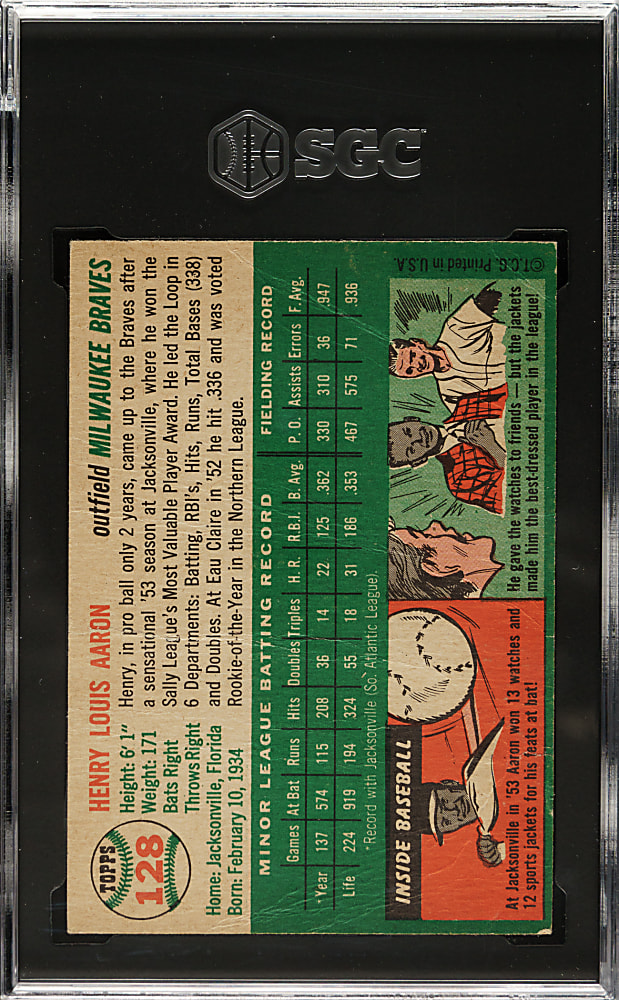 SGC
TOPPS
128
HENRY LOUIS AARON
outfield MILWAUKEE BRAVES
Height: 6' 1"
Weight: 171
Bats Right
Throws Right
Home: Jacksonville, Florida
Born: February 10, 1934
Henry, in pro ball only 2 years, came up to the Braves after
a sensational '53 season at Jacksonville, where he won the
Sally League's Most Valuable Player Award. He led the Loop in
6 Departments: Batting, RBI's, Hits, Runs, Total Bases (338)
and Doubles. At Eau Claire in '52 he hit .336 and was voted
Rookie-of-the-Year in the Northern League.
MINOR LEAGUE BATTING RECORD FIELDING RECORD
Games At Bat Runs Hits Doubles Triples H. R. R.B.I. B. Avg. P. O. Assists Errors F. Avg.
*Year 137 574 115 208 36 14 22 125 .362 330 310 36 .947
Life 224 919 194 324 55 18 31 186 .353 467 575 71 .936
*Record with Jacksonville (So. Atlantic League).
INSIDE BASEBALL
At Jacksonville in '53 Aaron won 13 watches and
12 sports jackets for his feats at bat!
He gave the watches to friends — but the jackets
made him the best-dressed player in the league!
©T.C.G. Printed in U.S.A.